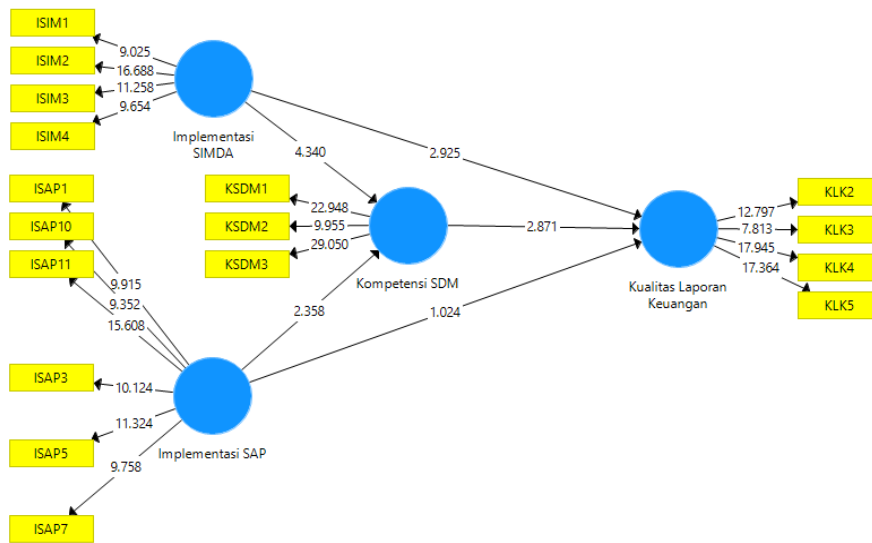 ISIM1
ISIM2
ISIM3
ISIM4
9.025
16.688
11.258
9.654
Implementasi
SIMDA
4.340
2.925
ISAP1
ISAP10
ISAP11
9.915
9.352
15.608
KSDM1
KSDM2
KSDM3
22.948
9.955
29.050
Kompetensi SDM
2.871
2.358
1.024
KLK2
KLK3
KLK4
KLK5
12.797
7.813
17.945
17.364
Kualitas Laporan
Keuangan
ISAP3
ISAP5
ISAP7
10.124
11.324
9.758
Implementasi SAP